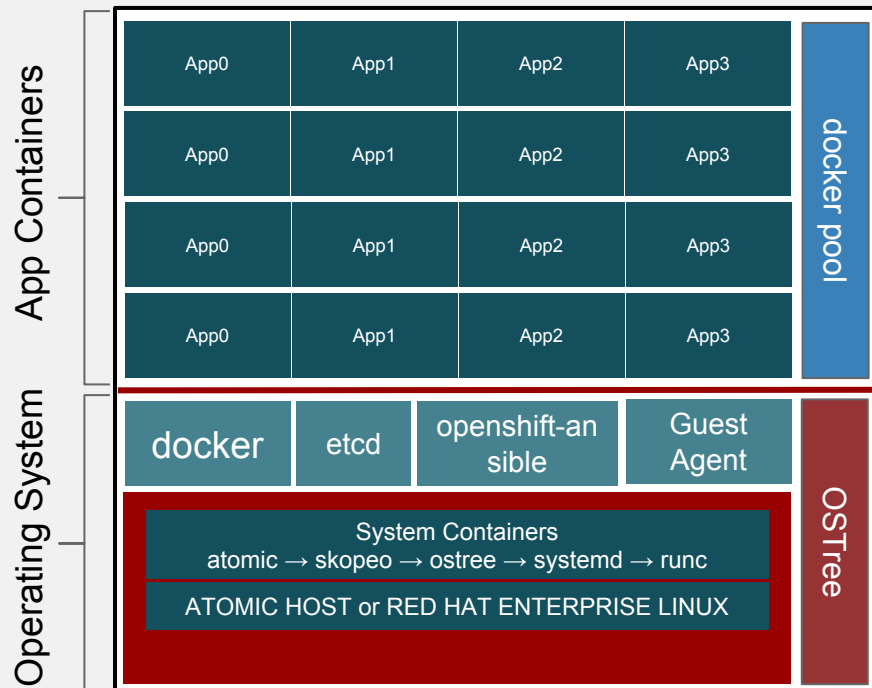 App Containers
App0 App1 App2 App3
App0 App1 App2 App3
App0 App1 App2 App3
App0 App1 App2 App3
docker pool
Operating System
docker
etcd
openshift-an
sible
Guest
Agent
System Containers
atomic → skopeo → ostree → systemd → runc
ATOMIC HOST or RED HAT ENTERPRISE LINUX
OSTree